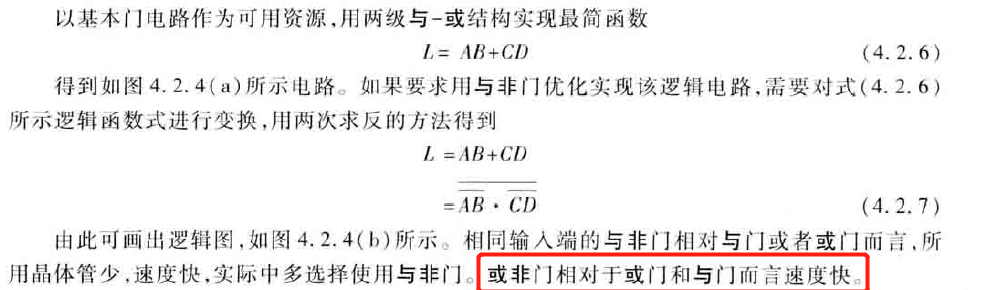 以基本门电路作为可用资源,用两级与-或结构实现最简函数
L= AB+CD (4.2.6)
得到如图4.2.4(a)所示电路。如果要求用与非门优化实现该逻辑电路,需要对式(4.2.6)
所示逻辑函数式进行变换,用两次求反的方法得到
L =AB+CD
=\overline{\overline{AB} · \overline{CD}} (4.2.7)
由此可画出逻辑图,如图4.2.4(b)所示。相同输入端的与非门相对与门或者或门而言,所
用晶体管少,速度快,实际中多选择使用与非门。或非门相对于或门和与门而言速度快。